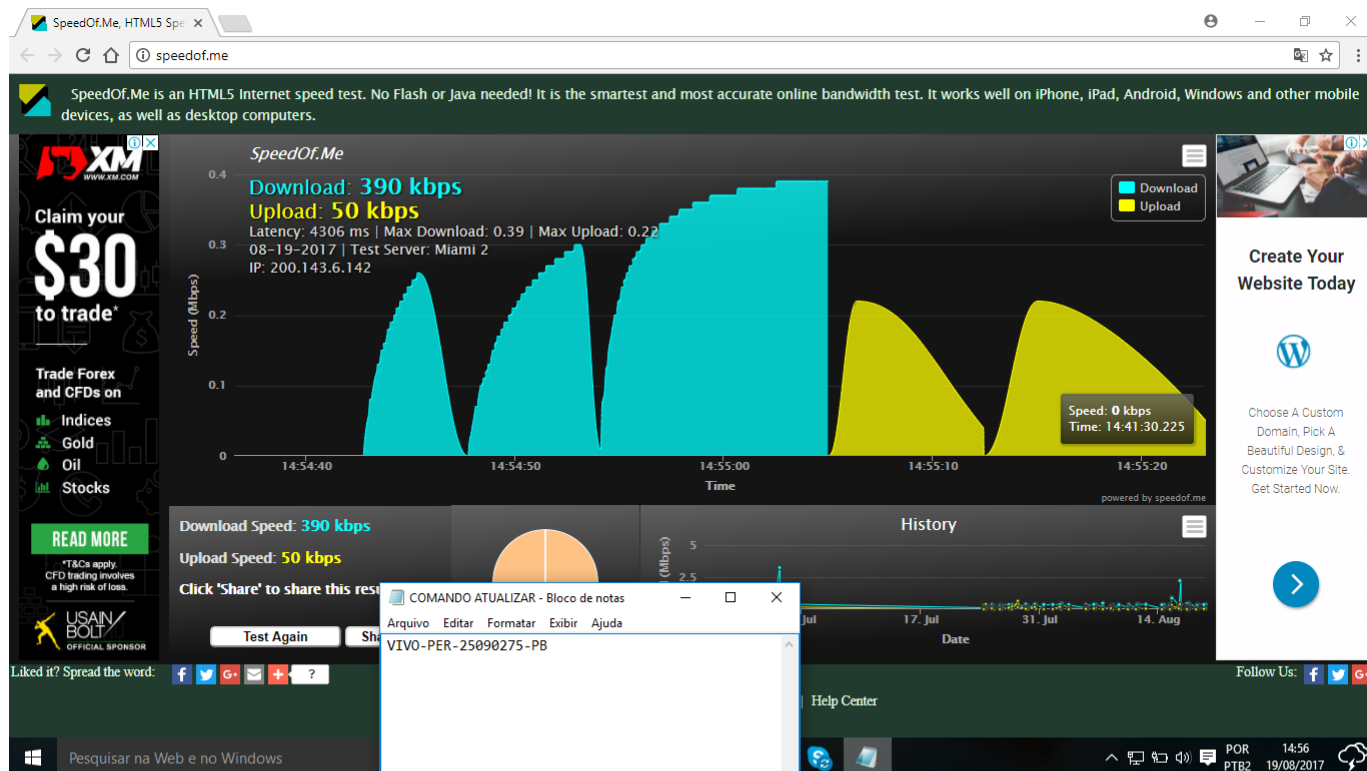 SpeedOf.Me, HTML5 Spe
speedof.me
SpeedOf.Me is an HTML5 Internet speed test. No Flash or Java needed! It is the smartest and most accurate online bandwidth test. It works well on iPhone, iPad, Android, Windows and other mobile
devices, as well as desktop computers.
XM
WWW.XM.COM
Claim your
$30
to trade*
Trade Forex
and CFDs on
Indices
Gold
Oil
Stocks
READ MORE
*T&Cs apply.
CFD trading involves
a high risk of loss.
USAIN
BOLT
OFFICIAL SPONSOR
SpeedOf.Me
Download: 390 kbps
Upload: 50 kbps
Latency: 4306 ms | Max Download: 0.39 | Max Upload: 0.22
08-19-2017 | Test Server: Miami 2
IP: 200.143.6.142
Download
Upload
Speed (Mbps)
0.4
0.3
0.2
0.1
0
Speed: 0 kbps
Time: 14:41:30.225
14:54:40
14:54:50
14:55:00
14:55:10
14:55:20
Time
powered by speedof.me
Create Your
Website Today
W
Choose A Custom
Domain, Pick A
Beautiful Design, &
Customize Your Site.
Get Started Now.
Download Speed: 390 kbps
Upload Speed: 50 kbps
Click 'Share' to share this resu
Test Again
Sha
History
(Mbps)
5
2.5
Jul
17. Jul
31. Jul
14. Aug
Date
COMANDO ATUALIZAR - Bloco de notas
Arquivo Editar Formatar Exibir Ajuda
VIVO-PER-25090275-PB
Liked it? Spread the word:
?
Follow Us:
| Help Center
Pesquisar na Web e no Windows
POR
PTB2
14:56
19/08/2017